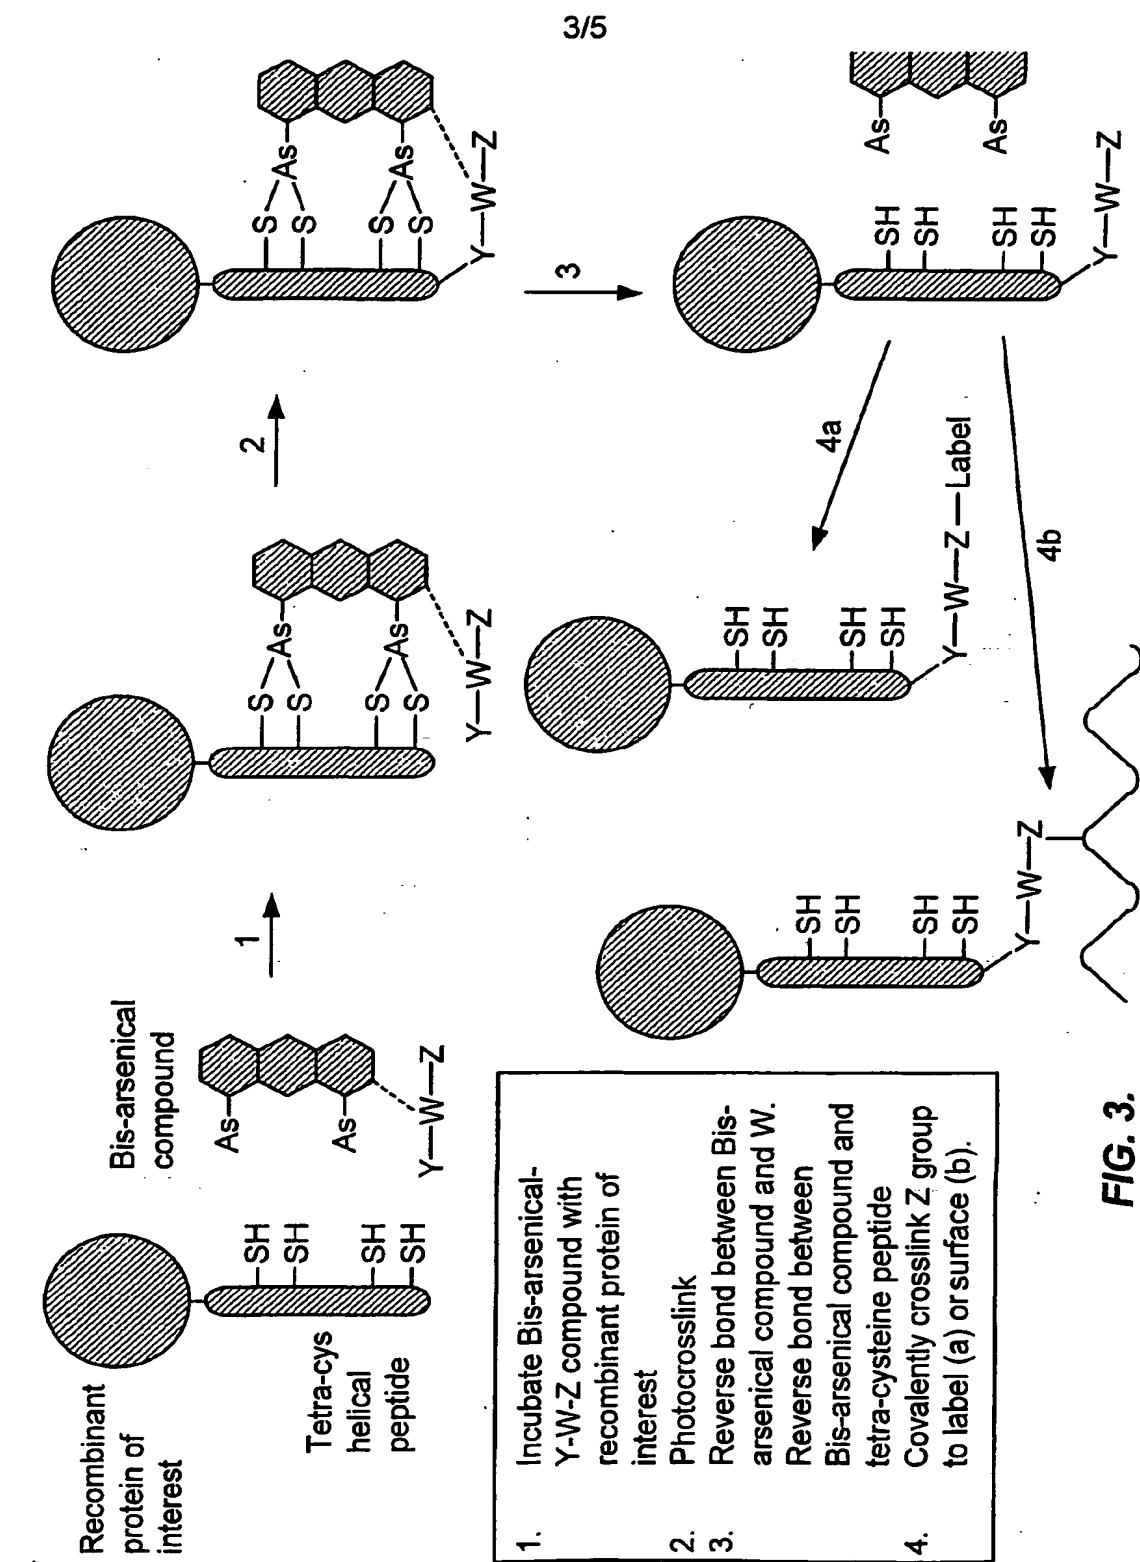 3/5
Recombinant
protein of
interest
Tetra-cys
helical
peptide
SH
SH
SH
SH
Bis-arsenical
compound
As
As
Y—W—Z
1
S
S
S
S
As
As
Y—W—Z
2
S
S
S
S
As
As
Y—W—Z
3
SH
SH
SH
SH
As
As
Y—W—Z
4a
SH
SH
SH
SH
Y—W—Z—Label
4b
SH
SH
SH
SH
Y—W—Z
1. Incubate Bis-arsenical-
Y-W-Z compound with
recombinant protein of
interest
2. Photocrosslink
3. Reverse bond between Bis-
arsenical compound and W.
Reverse bond between
Bis-arsenical compound and
tetra-cysteine peptide
4. Covalently crosslink Z group
to label (a) or surface (b).
FIG. 3.